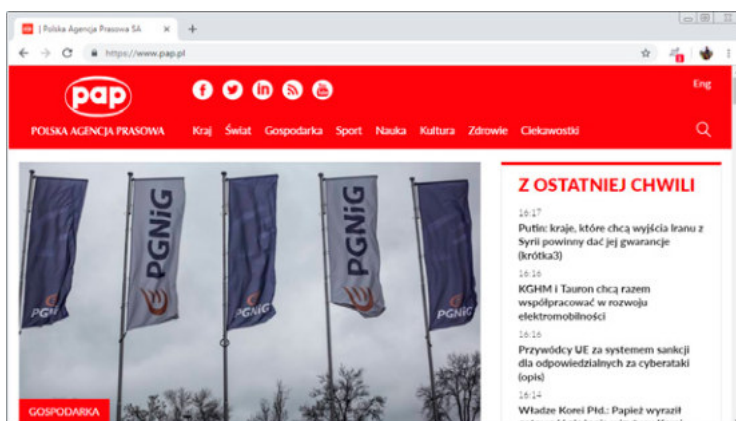 | Polska Agencja Prasowa SA
https://www.pap.pl
pap
POLSKA AGENCJA PRASOWA
Eng
Kraj Świat Gospodarka Sport Nauka Kultura Zdrowie Ciekawostki
PGNiG
PGNiG
PGNiG
PGNiG
GOSPODARKA
Z OSTATNIEJ CHWILI
16:17
Putin: kraje, które chcą wyjścia Iranu z
Syrii powinny dać jej gwarancje
(krótka3)
16:16
KGHM i Tauron chcą razem
współpracować w rozwoju
elektromobilności
16:16
Przywódcy UE za systemem sankcji
dla odpowiedzialnych za cyberataki
(opis)
16:14
Władze Korei Płd.: Papież wyraził